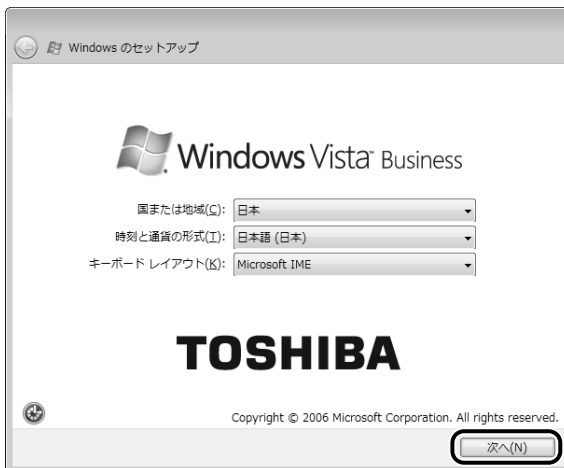 Windows のセットアップ
Windows Vista™ Business
国または地域(C): 日本
時刻と通貨の形式(T): 日本語 (日本)
キーボード レイアウト(K): Microsoft IME
TOSHIBA
Copyright © 2006 Microsoft Corporation. All rights reserved.
次へ(N)